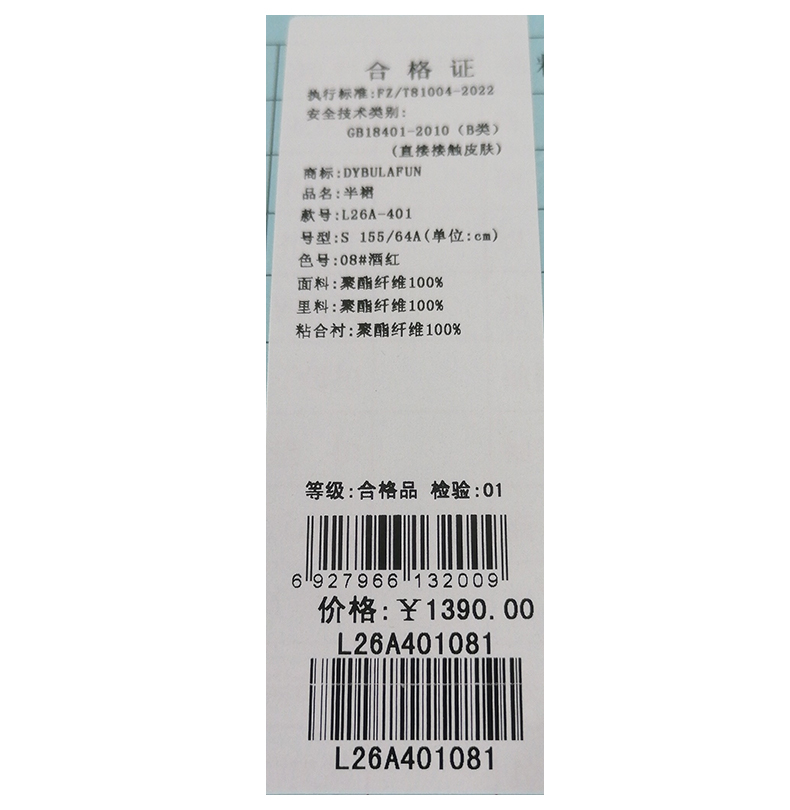 合格证
执行标准:FZ/T81004-2022
安全技术类别:
GB18401-2010（B类）
（直接接触皮肤）
商标:DYBULAFUN
品名:半裙
款号:L26A-401
号型:S 155/64A(单位:cm)
色号:08#酒红
面料:聚酯纤维100%
里料:聚酯纤维100%
粘合衬:聚酯纤维100%
等级:合格品 检验:01
6 927966 132009
价格:￥1390.00
L26A401081
L26A401081